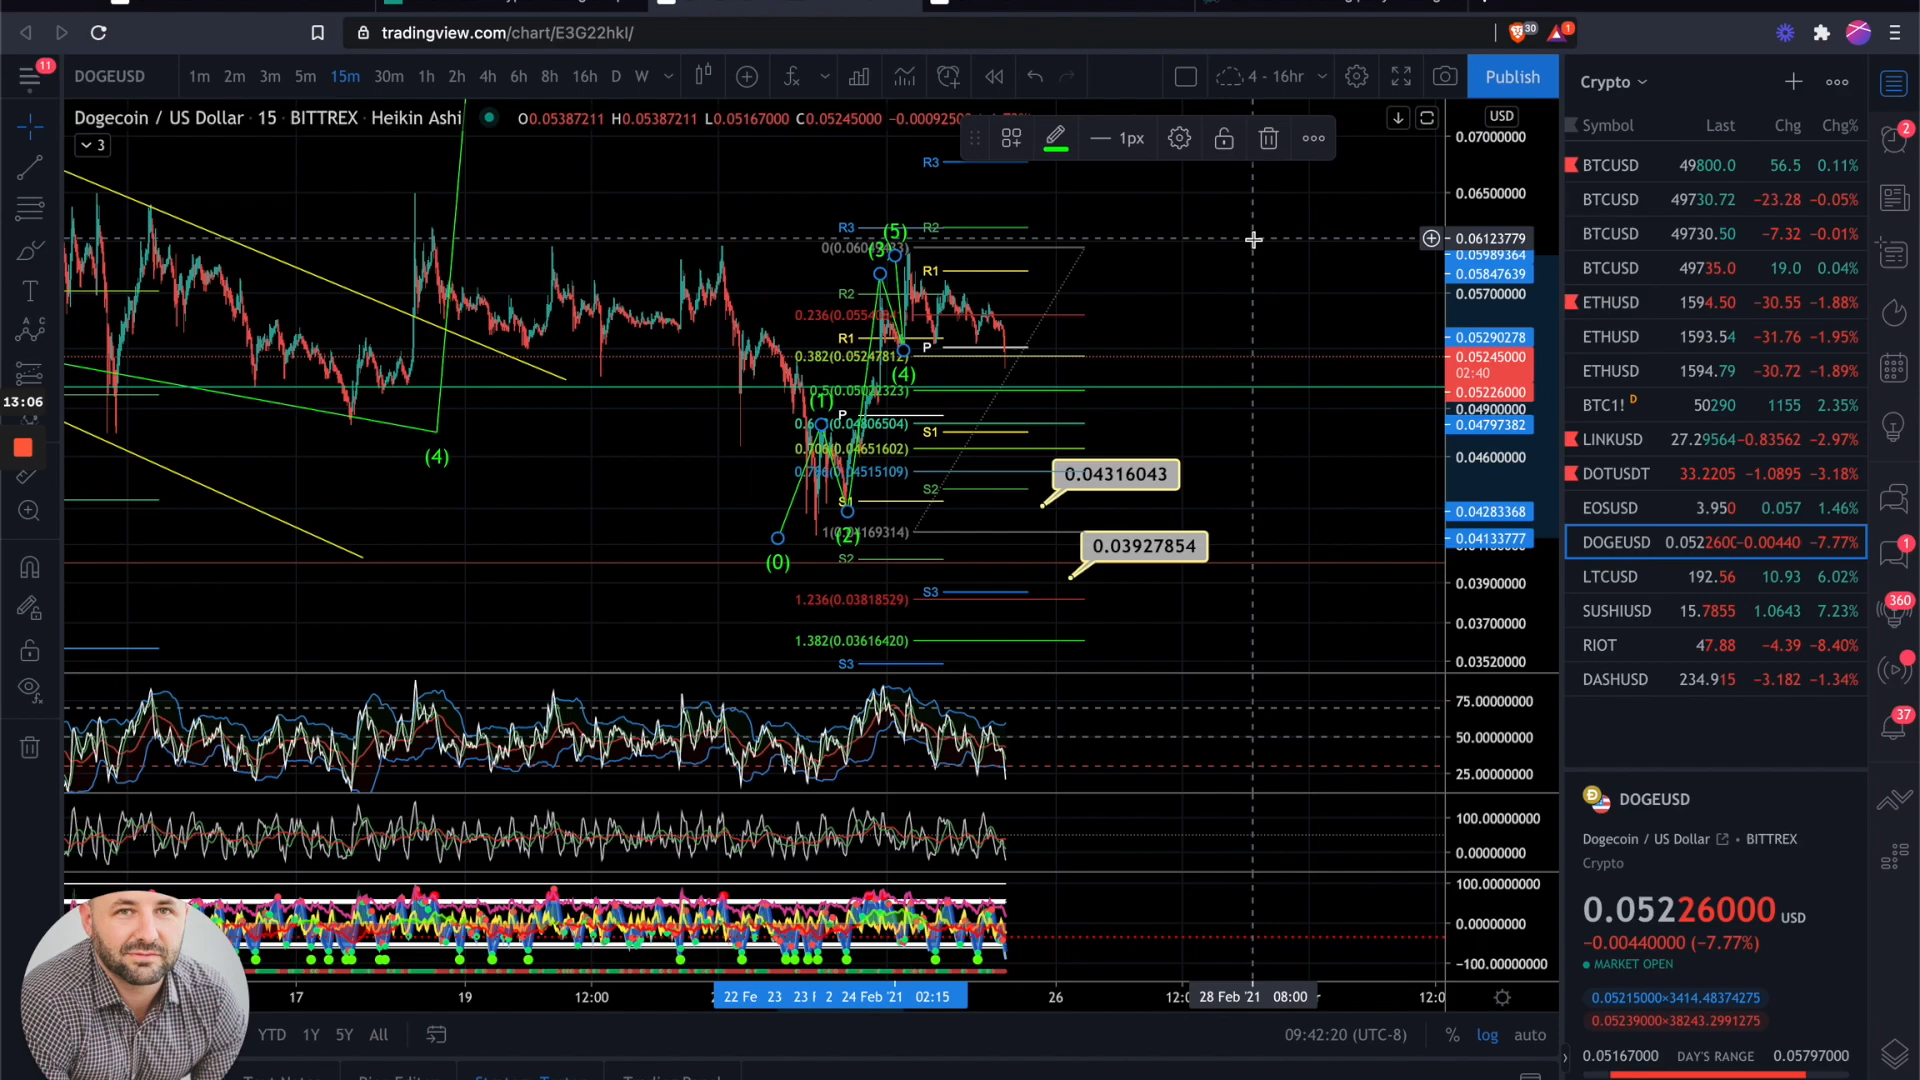 tradingview.com/chart/E3G22hkI/
30
1
11
DOGEUSD
1m 2m 3m 5m 15m 30m 1h 2h 4h 6h 8h 16h D W
4 - 16hr
Publish
Crypto
Dogecoin / US Dollar · 15 · BITTREX · Heikin Ashi
O0.05387211 H0.05387211 L0.05167000 C0.05245000
3
1px
USD
Symbol Last Chg Chg%
BTCUSD 49800.0 56.5 0.11%
BTCUSD 49730.72 −23.28 −0.05%
BTCUSD 49730.50 −7.32 −0.01%
BTCUSD 49735.0 19.0 0.04%
ETHUSD 1594.50 −30.55 −1.88%
ETHUSD 1593.54 −31.76 −1.95%
ETHUSD 1594.79 −30.72 −1.89%
BTC1! D 50290 1155 2.35%
LINKUSD 27.29564 −0.83562 −2.97%
DOTUSDT 33.2205 −1.0895 −3.18%
EOSUSD 3.950 0.057 1.46%
DOGEUSD 0.0522600 −0.00440 −7.77%
LTCUSD 192.56 10.93 6.02%
SUSHIUSD 15.7855 1.0643 7.23%
RIOT 47.88 −4.39 −8.40%
DASHUSD 234.915 −3.182 −1.34%
2
1
360
37
0.07000000
0.06500000
0.06123779
0.05989364
0.05847639
0.05700000
0.05290278
0.05245000
02:40
0.05226000
0.04900000
0.04797382
0.04600000
0.04283368
0.04133777
0.03900000
0.03700000
0.03520000
R3
R3
R2
(5)
(3)
R1
R2
R1
P
0.382(0.05247812)
(4)
0.5(0.05022323)
(1)
P
S1
0.706(0.04651602)
0.04316043
S2
S1
1(0.04169314)
(2)
0.03927854
(0)
S2
S3
1.236(0.03818529)
1.382(0.03616420)
S3
(4)
13:06
75.00000000
50.00000000
25.00000000
100.00000000
0.00000000
100.00000000
0.00000000
−100.00000000
17
19
12:00
22 Fe
23
23 F
2
24 Feb '21 02:15
26
28 Feb '21 08:00
YTD 1Y 5Y All
09:42:20 (UTC-8)
% log auto
DOGEUSD
Dogecoin / US Dollar • BITTREX
Crypto
0.05226000 USD
−0.00440000 (−7.77%)
MARKET OPEN
0.05215000×3414.48374275
0.05239000×38243.2991275
0.05167000 DAY'S RANGE 0.05797000